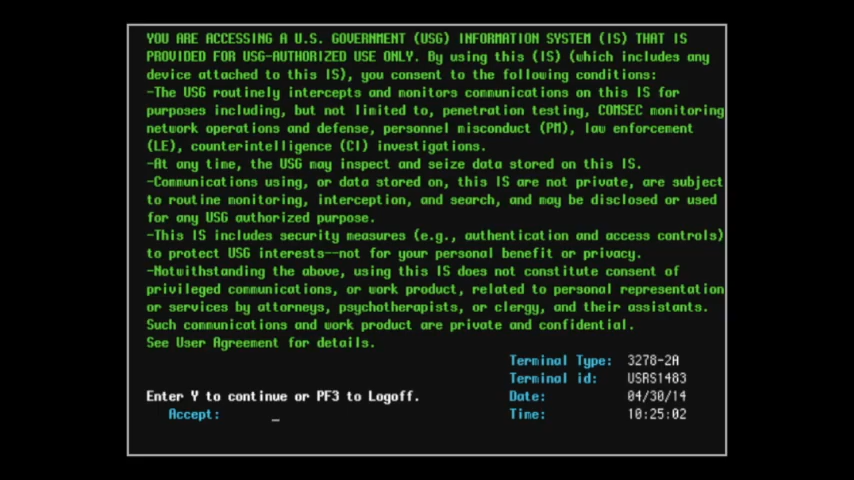 YOU ARE ACCESSING A U.S. GOVERNMENT (USG) INFORMATION SYSTEM (IS) THAT IS
PROVIDED FOR USG-AUTHORIZED USE ONLY. By using this (IS) (which includes any
device attached to this IS), you consent to the following conditions:
-The USG routinely intercepts and monitors communications on this IS for
purposes including, but not limited to, penetration testing, COMSEC monitoring
network operations and defense, personnel misconduct (PM), law enforcement
(LE), counterintelligence (CI) investigations.
-At any time, the USG may inspect and seize data stored on this IS.
-Communications using, or data stored on, this IS are not private, are subject
to routine monitoring, interception, and search, and may be disclosed or used
for any USG authorized purpose.
-This IS includes security measures (e.g., authentication and access controls)
to protect USG interests--not for your personal benefit or privacy.
-Notwithstanding the above, using this IS does not constitute consent of
privileged communications, or work product, related to personal representation
or services by attorneys, psychotherapists, or clergy, and their assistants.
Such communications and work product are private and confidential.
See User Agreement for details.
Terminal Type: 3278-2A
Terminal id: USRS1483
Enter Y to continue or PF3 to Logoff. Date: 04/30/14
Accept: _ Time: 10:25:02